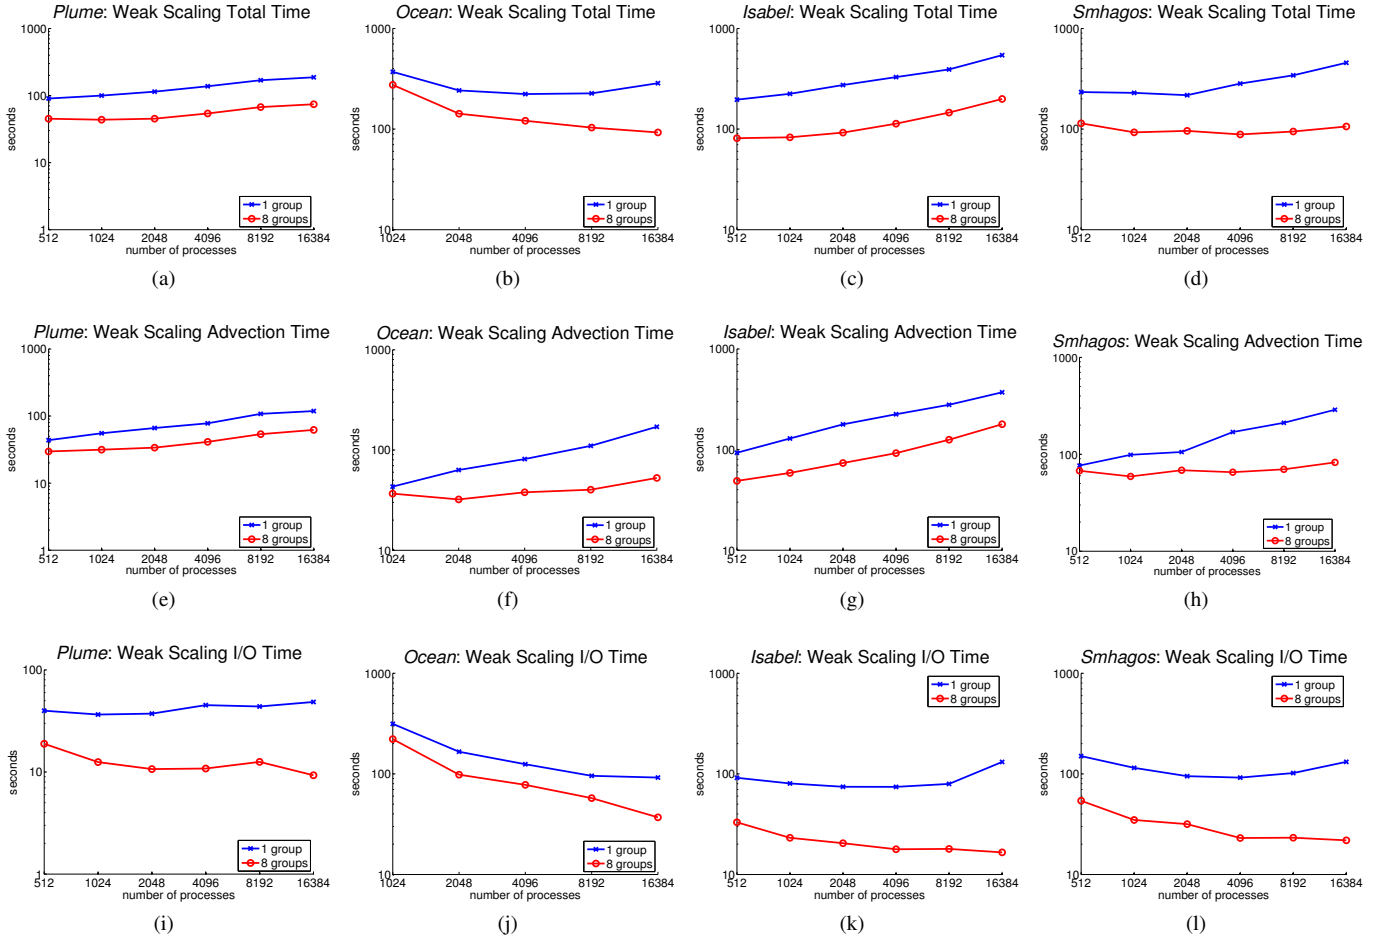 Plume: Weak Scaling Total Time
1000
100
10
1
seconds
512 1024 2048 4096 8192 16384
number of processes
1 group
8 groups
(a)
Ocean: Weak Scaling Total Time
1000
100
10
seconds
1024 2048 4096 8192 16384
number of processes
1 group
8 groups
(b)
Isabel: Weak Scaling Total Time
1000
100
10
seconds
512 1024 2048 4096 8192 16384
number of processes
1 group
8 groups
(c)
Smhagos: Weak Scaling Total Time
1000
100
10
seconds
512 1024 2048 4096 8192 16384
number of processes
1 group
8 groups
(d)
Plume: Weak Scaling Advection Time
1000
100
10
1
seconds
512 1024 2048 4096 8192 16384
number of processes
1 group
8 groups
(e)
Ocean: Weak Scaling Advection Time
1000
100
10
seconds
1024 2048 4096 8192 16384
number of processes
1 group
8 groups
(f)
Isabel: Weak Scaling Advection Time
1000
100
10
seconds
512 1024 2048 4096 8192 16384
number of processes
1 group
8 groups
(g)
Smhagos: Weak Scaling Advection Time
1000
100
10
seconds
512 1024 2048 4096 8192 16384
number of processes
1 group
8 groups
(h)
Plume: Weak Scaling I/O Time
100
10
1
seconds
512 1024 2048 4096 8192 16384
number of processes
1 group
8 groups
(i)
Ocean: Weak Scaling I/O Time
1000
100
10
seconds
1024 2048 4096 8192 16384
number of processes
1 group
8 groups
(j)
Isabel: Weak Scaling I/O Time
1000
100
10
seconds
512 1024 2048 4096 8192 16384
number of processes
1 group
8 groups
(k)
Smhagos: Weak Scaling I/O Time
1000
100
10
seconds
512 1024 2048 4096 8192 16384
number of processes
1 group
8 groups
(l)